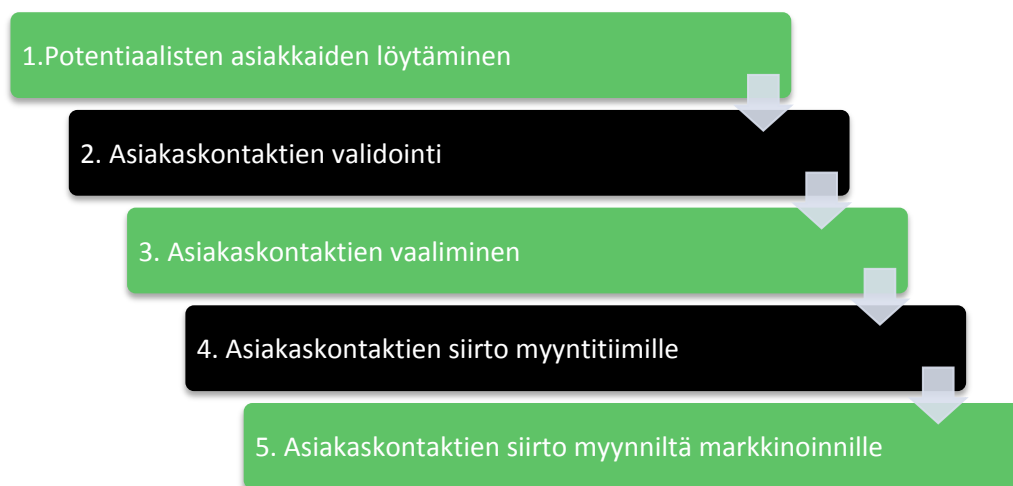 1.Potentiaalisten asiakkaiden löytäminen
2. Asiakaskontaktien validointi
3. Asiakaskontaktien vaaliminen
4. Asiakaskontaktien siirto myyntitiimille
5. Asiakaskontaktien siirto myynniltä markkinoinnille